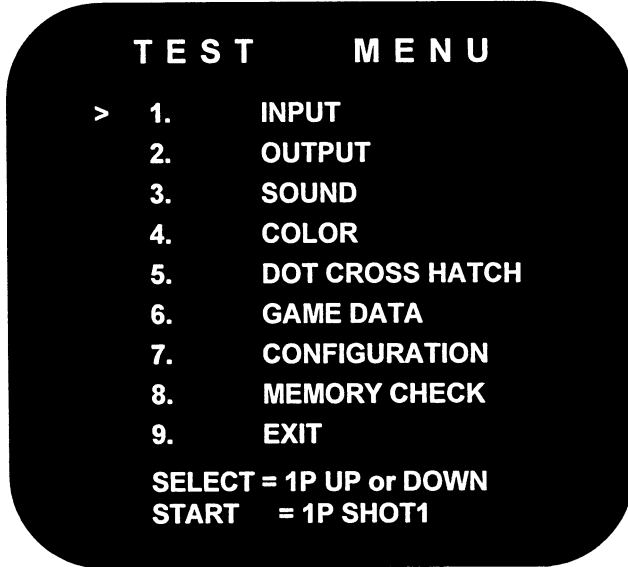 TEST MENU
> 1. INPUT
2. OUTPUT
3. SOUND
4. COLOR
5. DOT CROSS HATCH
6. GAME DATA
7. CONFIGURATION
8. MEMORY CHECK
9. EXIT
SELECT = 1P UP or DOWN
START = 1P SHOT1